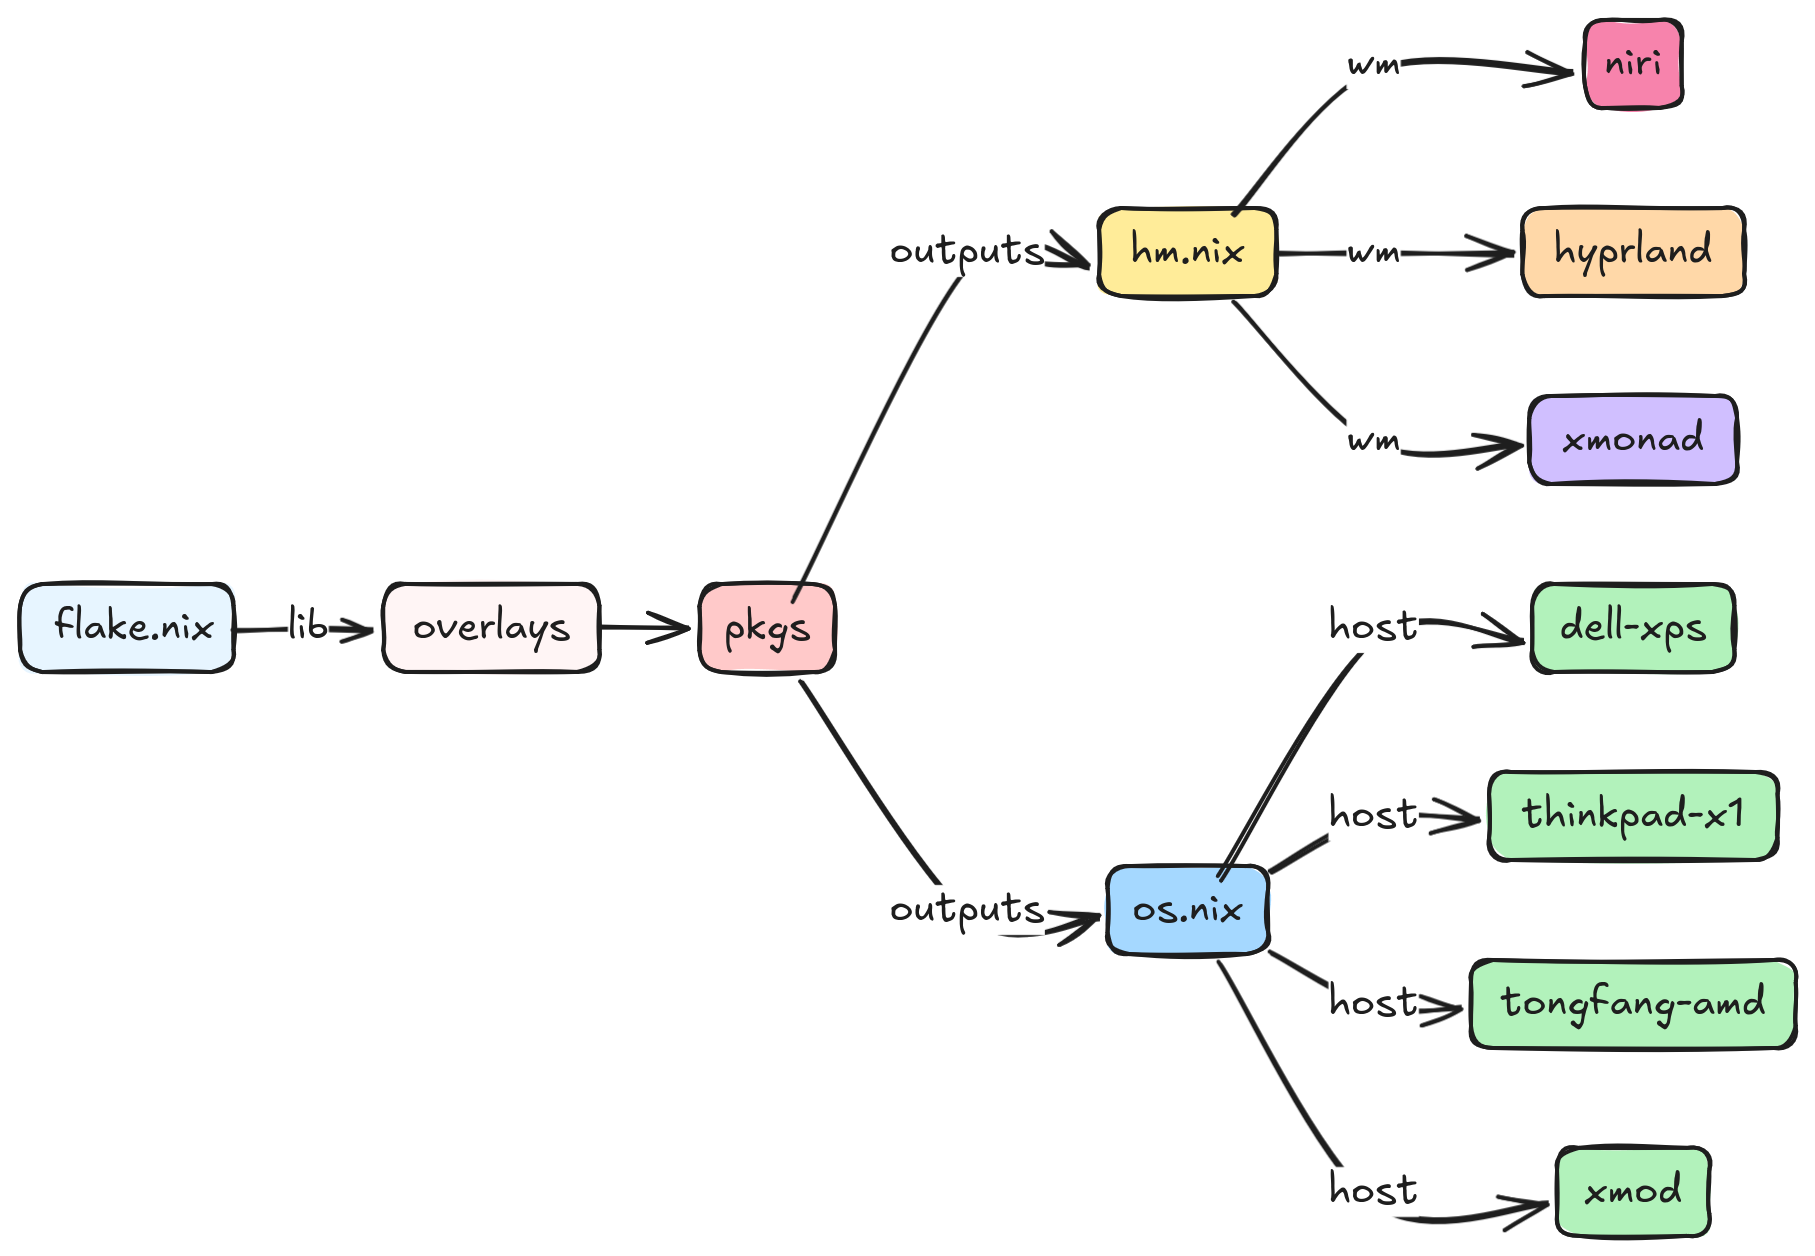 wm
niri
outputs
hm.nix
wm
hyprland
wm
xmonad
flake.nix
lib
overlays
pkgs
host
dell-xps
host
thinkpad-x1
outputs
os.nix
host
tongfang-amd
host
xmod